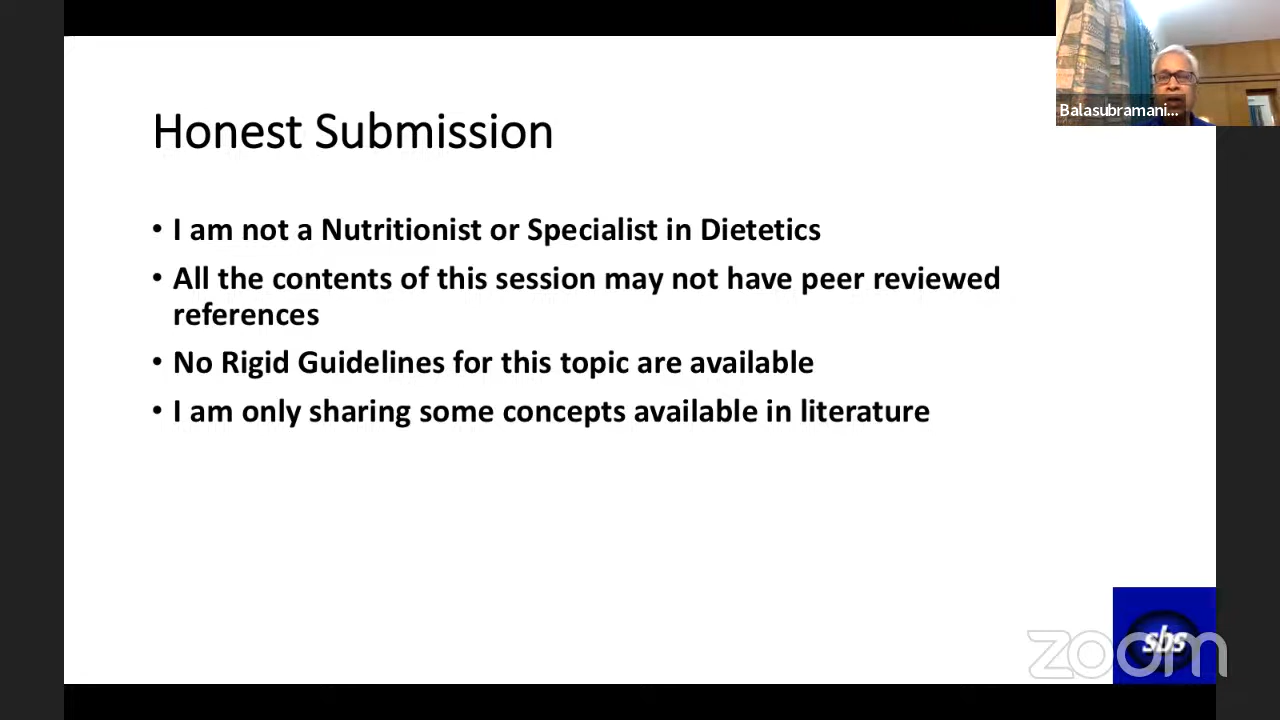 Balasubramani...
Honest Submission
• I am not a Nutritionist or Specialist in Dietetics
• All the contents of this session may not have peer reviewed
references
• No Rigid Guidelines for this topic are available
• I am only sharing some concepts available in literature
sbs
zoom